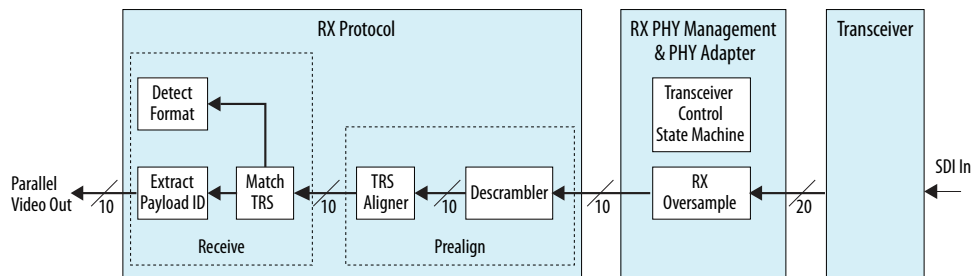 RX Protocol
RX PHY Management
& PHY Adapter
Transceiver
Detect
Format
Transceiver
Control
State Machine
Parallel
Video Out
10
Extract
Payload ID
Match
TRS
10
TRS
Aligner
10
Descrambler
10
RX
Oversample
20
SDI In
Receive
Prealign